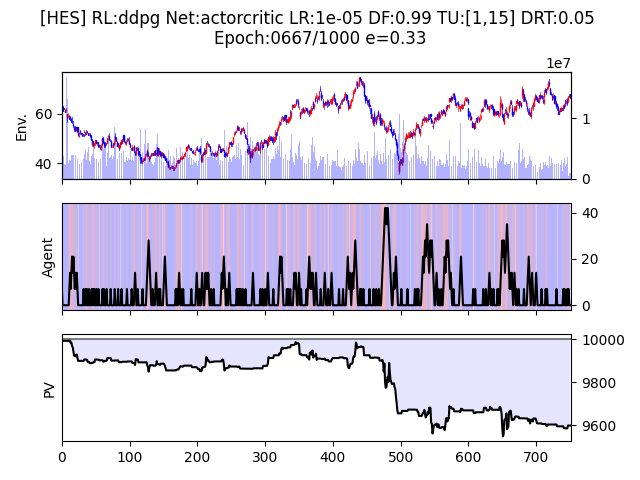 [HES] RL:ddpg Net:actorcritic LR:1e-05 DF:0.99 TU:[1,15] DRT:0.05
Epoch:0667/1000 e=0.33
1e7
Env.
60
40
1
0
Agent
40
20
0
PV
10000
9800
9600
0 100 200 300 400 500 600 700